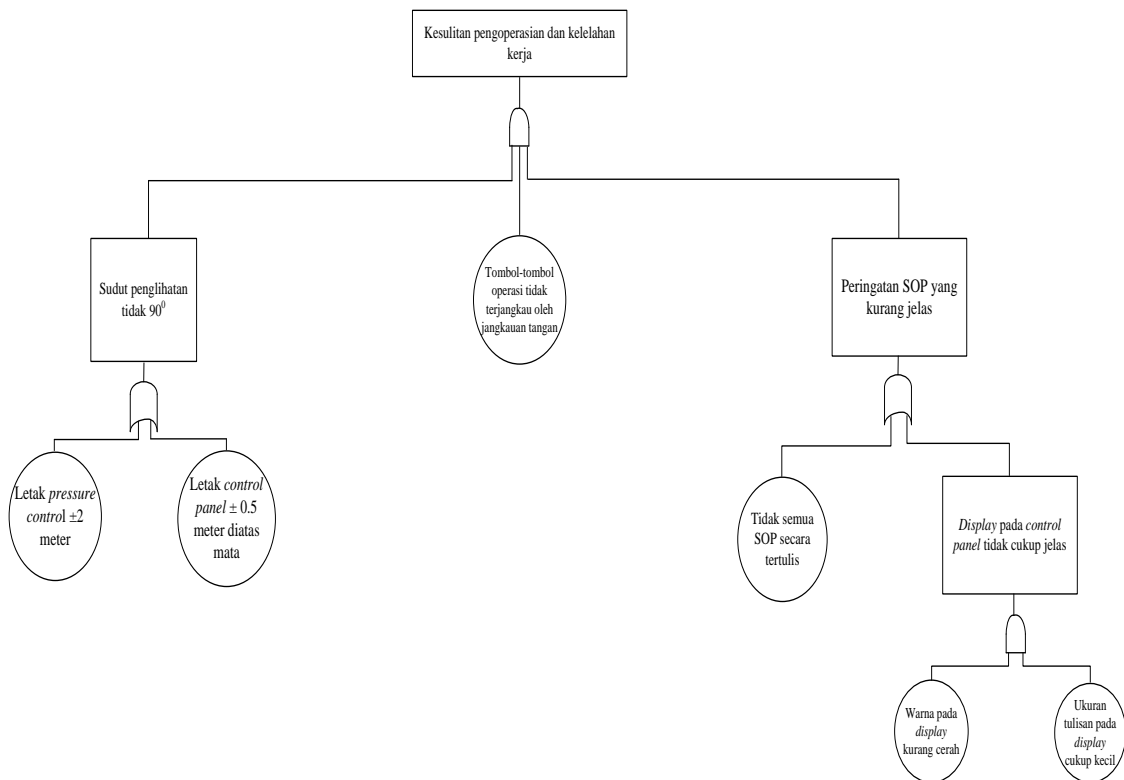 Kesulitan pengoperasian dan kelelahan
kerja
Sudut penglihatan
tidak 90⁰
Tombol-tombol
operasi tidak
terjangkau oleh
jangkauan tangan
Peringatan SOP yang
kurang jelas
Letak pressure
control ±2
meter
Letak control
panel ± 0.5
meter diatas
mata
Tidak semua
SOP secara
tertulis
Display pada control
panel tidak cukup jelas
Warna pada
display
kurang cerah
Ukuran
tulisan pada
display
cukup kecil